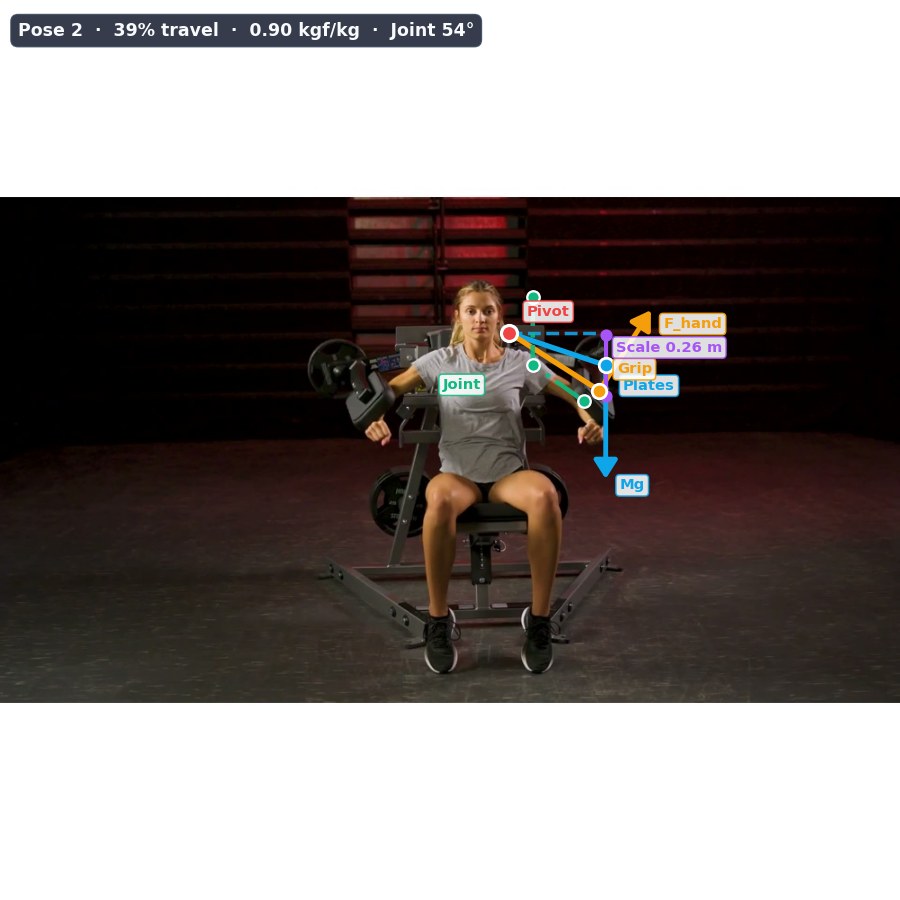 Pose 2 · 39% travel · 0.90 kgf/kg · Joint 54°
Pivot
F_hand
Scale 0.26 m
Grip
Plates
Joint
Mg